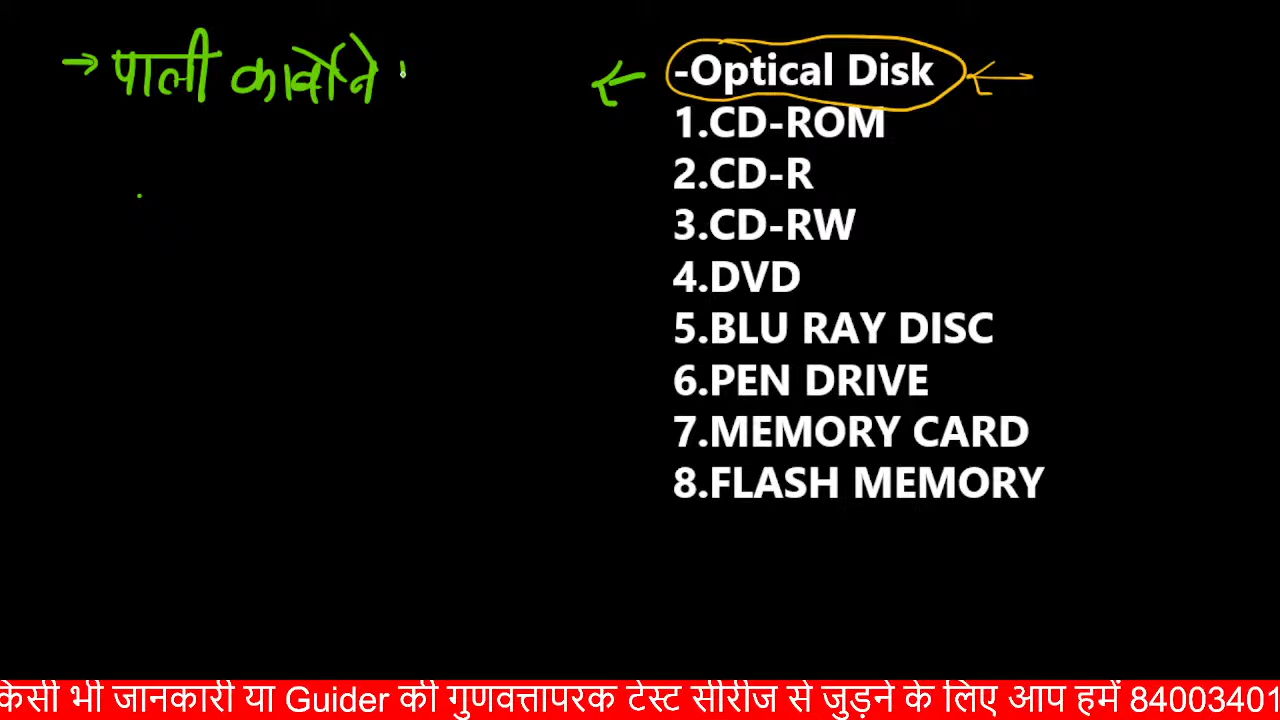 → पाली कार्बोने
← -Optical Disk ←
1.CD-ROM
2.CD-R
3.CD-RW
4.DVD
5.BLU RAY DISC
6.PEN DRIVE
7.MEMORY CARD
8.FLASH MEMORY
किसी भी जानकारी या Guider की गुणवत्तापरक टेस्ट सीरीज से जुड़ने के लिए आप हमें 84003401